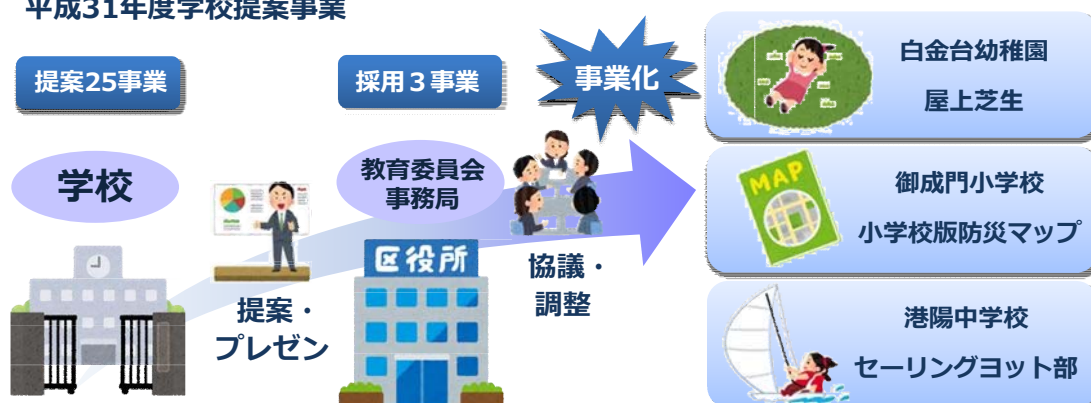 平成31年度学校提案事業
提案25事業
採用３事業
事業化
学校
教育委員会
事務局
区役所
提案・
プレゼン
協議・
調整
白金台幼稚園
屋上芝生
MAP
御成門小学校
小学校版防災マップ
港陽中学校
セーリングヨット部